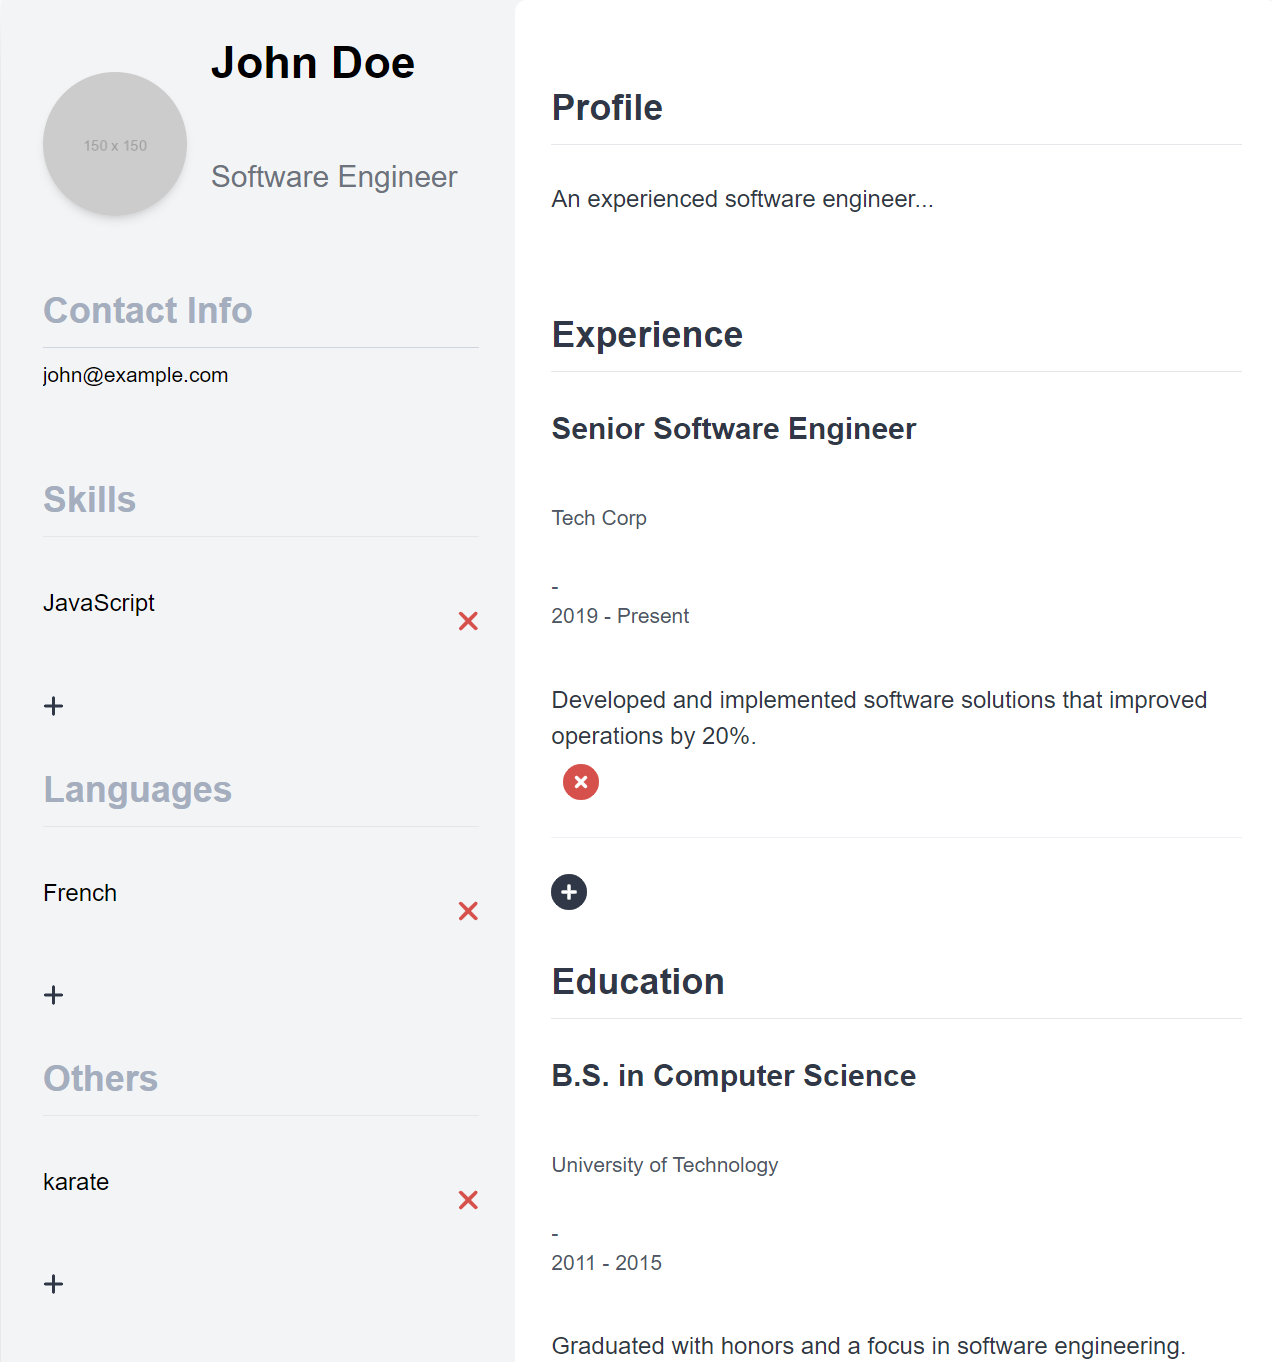 John Doe
150 x 150
Software Engineer
Contact Info
john@example.com
Skills
JavaScript
Languages
French
Others
karate
Profile
An experienced software engineer...
Experience
Senior Software Engineer
Tech Corp
-
2019 - Present
Developed and implemented software solutions that improved
operations by 20%.
Education
B.S. in Computer Science
University of Technology
-
2011 - 2015
Graduated with honors and a focus in software engineering.